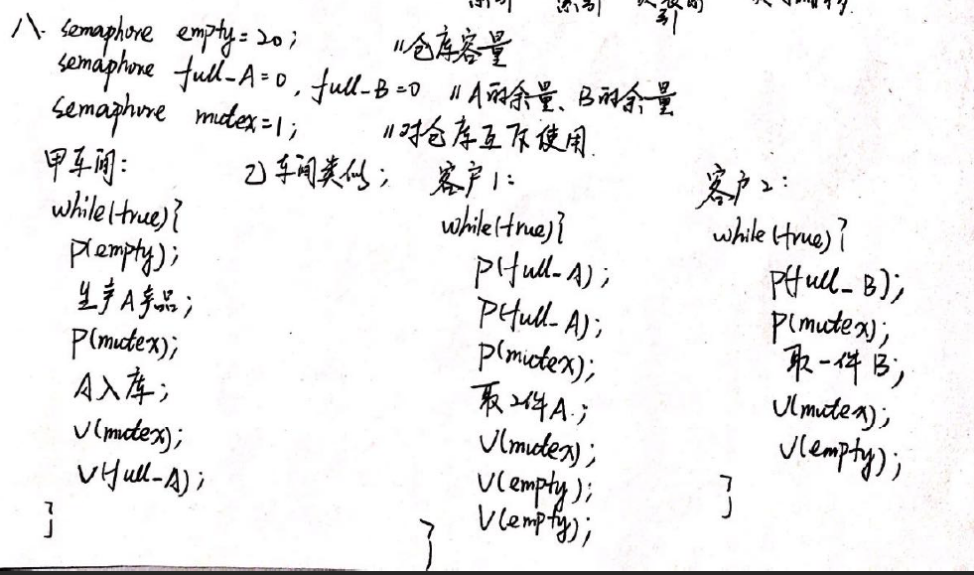 八. semaphore empty=20; //仓库容量
semaphore full-A=0, full-B=0 //A的余量、B的余量
semaphore mutex=1; //对仓库互斥使用.
甲车间:
while(true){
P(empty);
生产A产品;
P(mutex);
A入库;
V(mutex);
V(full-A);
}
乙车间类似;
客户1:
while(true){
P(full-A);
P(full-A);
P(mutex);
取2件A.;
V(mutex);
V(empty);
V(empty);
}
客户2:
while(true){
P(full-B);
P(mutex);
取一件B;
V(mutex);
V(empty);
}